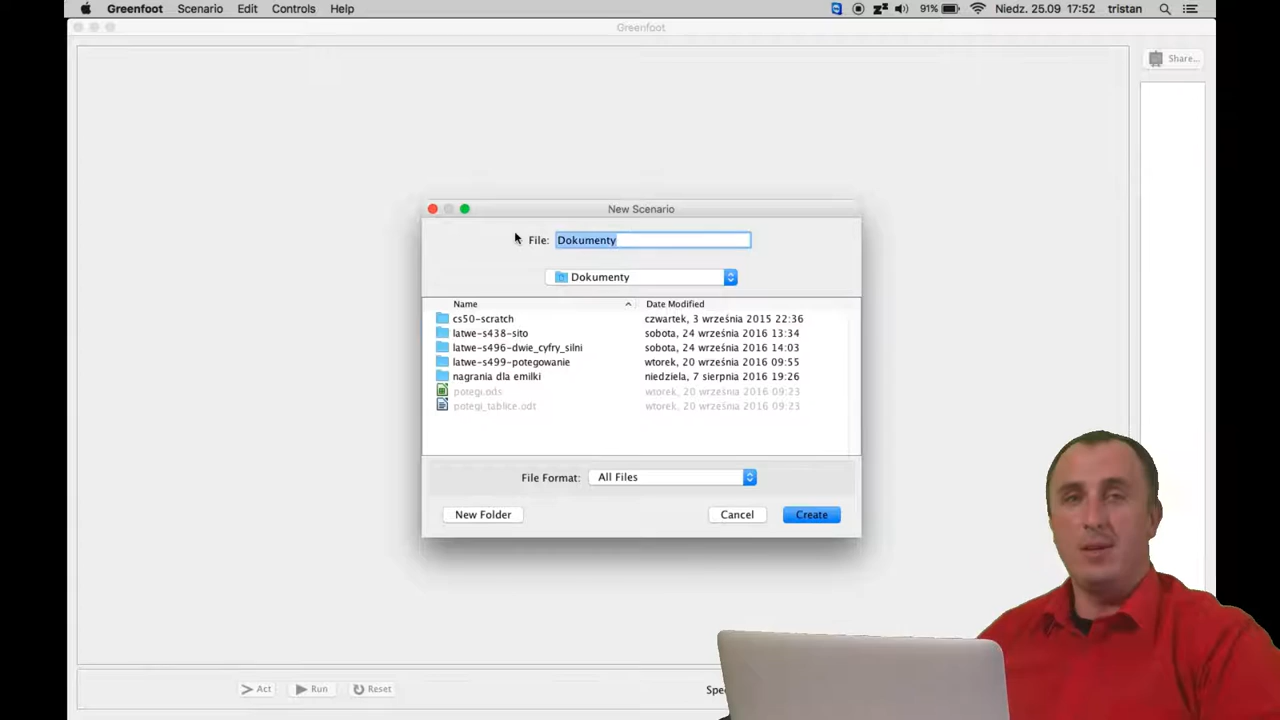 Greenfoot Scenario Edit Controls Help 91% Niedz. 25.09 17:52 tristan
Greenfoot
Share...
New Scenario
File: Dokumenty
Dokumenty
Name Date Modified
cs50-scratch czwartek, 3 września 2015 22:36
latwe-s438-sito sobota, 24 września 2016 13:34
latwe-s496-dwie_cyfry_silni sobota, 24 września 2016 14:03
latwe-s499-potegowanie wtorek, 20 września 2016 09:55
nagrania dla emilki niedziela, 7 sierpnia 2016 19:26
potegi.ods wtorek, 20 września 2016 09:23
potegi_tablice.odt wtorek, 20 września 2016 09:23
File Format: All Files
New Folder Cancel Create
Act Run Reset